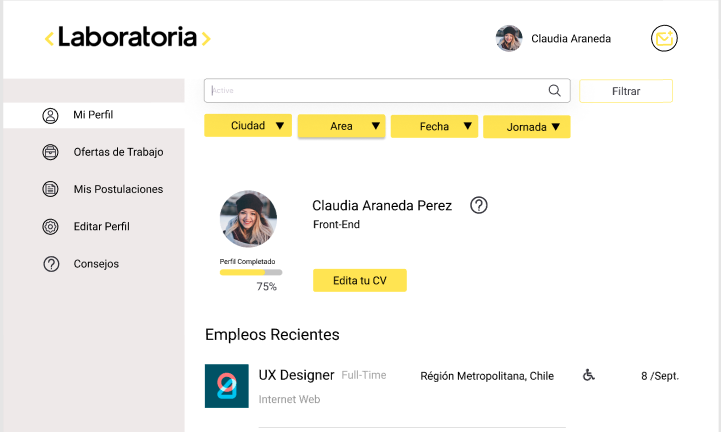 <Laboratoria>
Claudia Araneda
Active
Filtrar
Ciudad ▼
Area ▼
Fecha ▼
Jornada ▼
Mi Perfil
Ofertas de Trabajo
Mis Postulaciones
Editar Perfil
Consejos
Claudia Araneda Perez
Front-End
Perfil Completado
75%
Edita tu CV
Empleos Recientes
UX Designer Full-Time
Internet Web
Régión Metropolitana, Chile
8 /Sept.